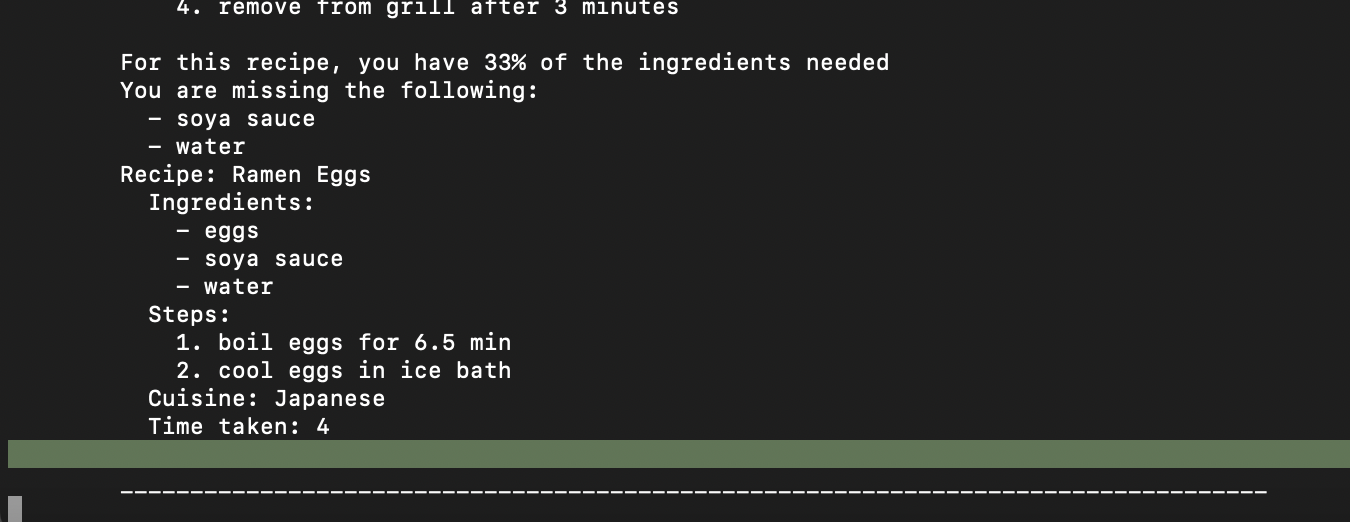 4. remove from grill after 3 minutes
For this recipe, you have 33% of the ingredients needed
You are missing the following:
- soya sauce
- water
Recipe: Ramen Eggs
Ingredients:
- eggs
- soya sauce
- water
Steps:
1. boil eggs for 6.5 min
2. cool eggs in ice bath
Cuisine: Japanese
Time taken: 4
__________________________________________________________________________________